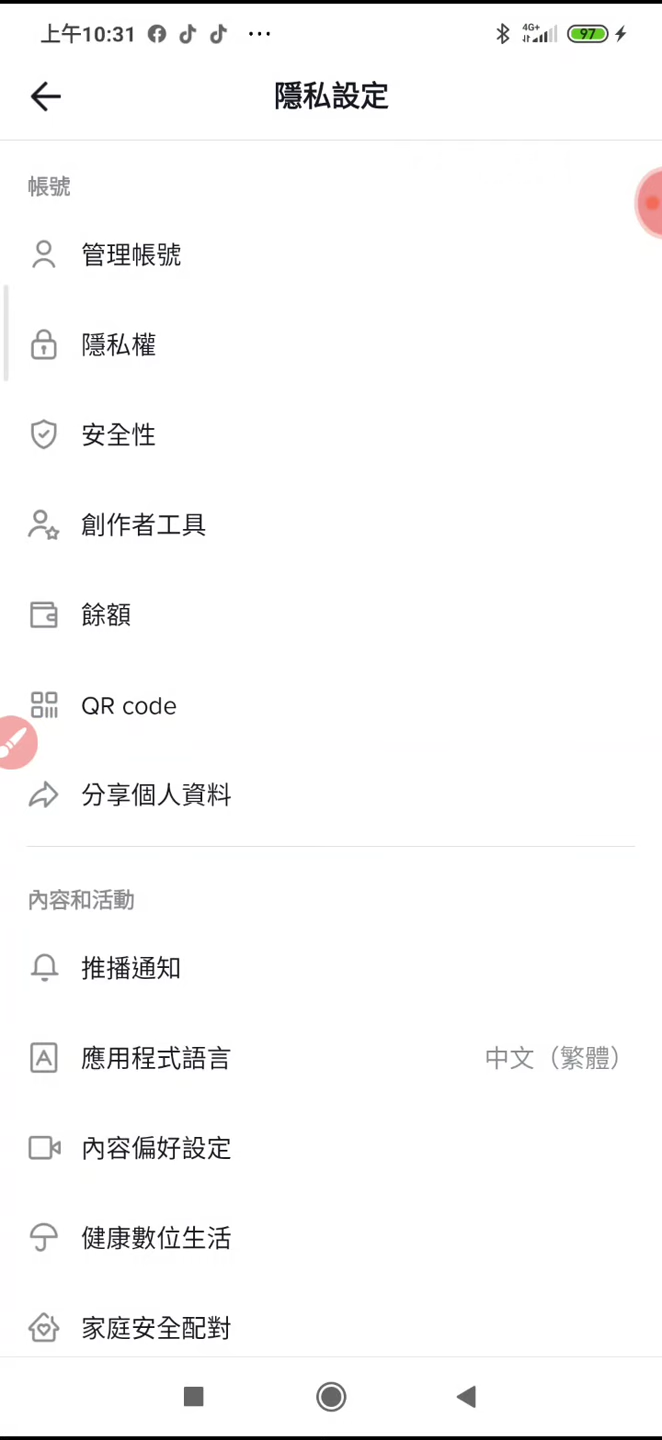 上午10:31 ... 4G+ 97
隱私設定
帳號
管理帳號
隱私權
安全性
創作者工具
餘額
QR code
分享個人資料
內容和活動
推播通知
應用程式語言 中文（繁體）
內容偏好設定
健康數位生活
家庭安全配對